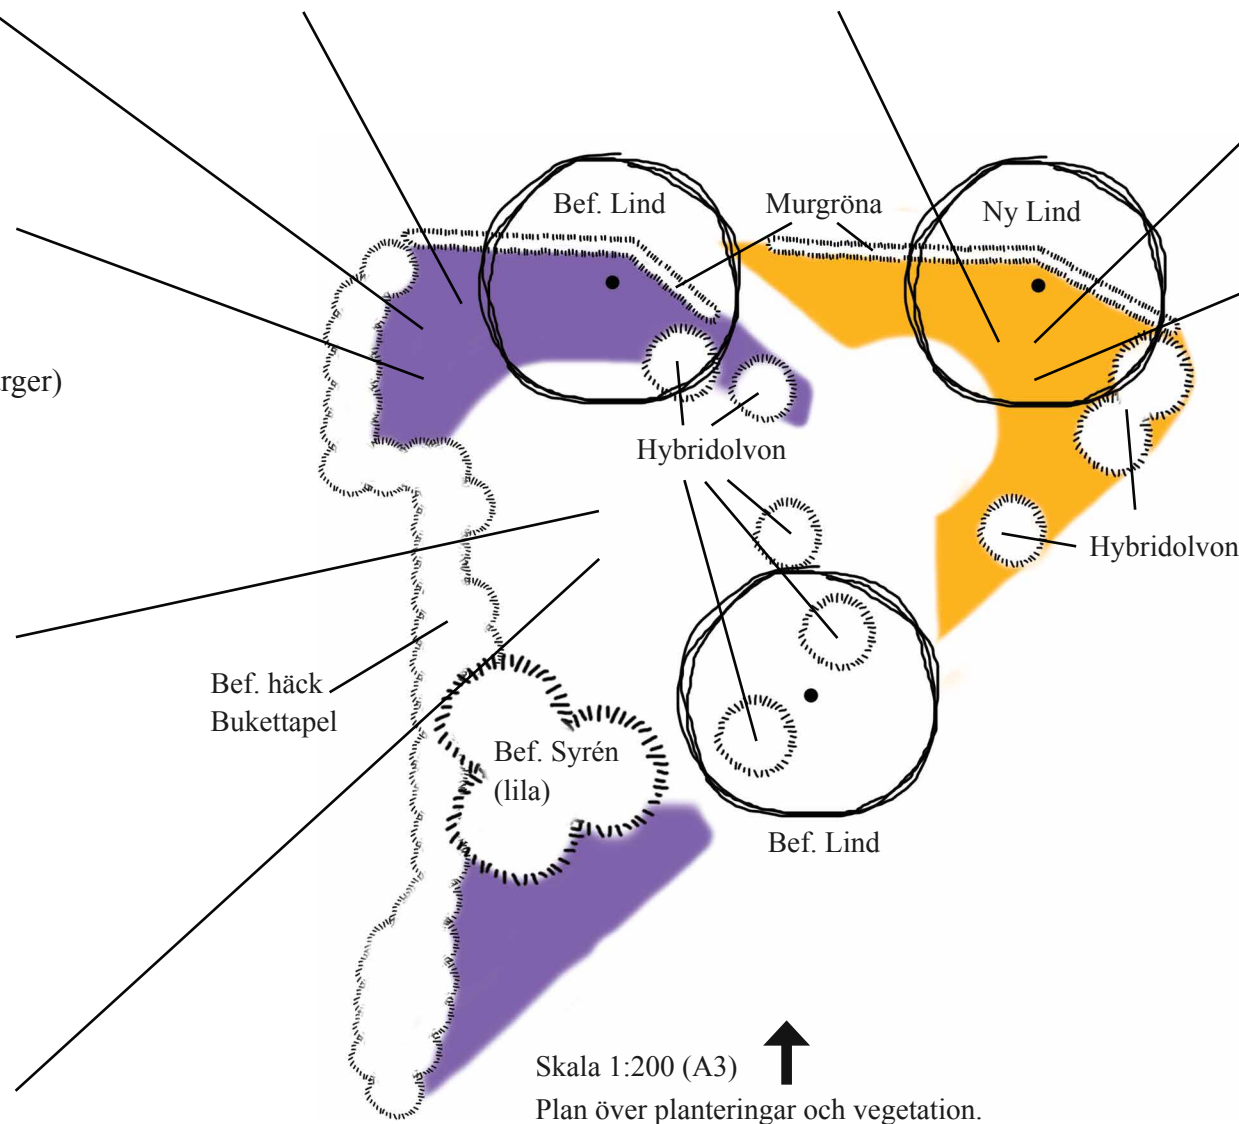 Bef. Lind
Murgröna
Ny Lind
rger)
Hybridolvon
Hybridolvon
Bef. häck
Bukettapel
Bef. Syrén
(lila)
Bef. Lind
Skala 1:200 (A3)
Plan över planteringar och vegetation.